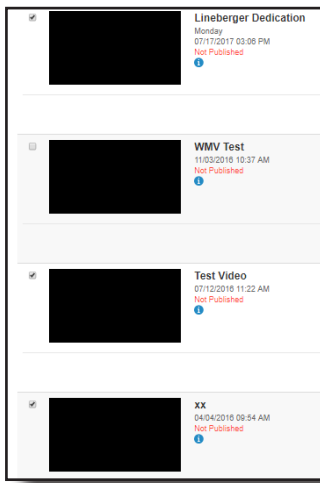 Lineberger Dedication
Monday
07/17/2017 03:06 PM
Not Published
i
WMV Test
11/03/2016 10:37 AM
Not Published
i
Test Video
07/12/2016 11:22 AM
Not Published
i
xx
04/04/2016 09:54 AM
Not Published
i